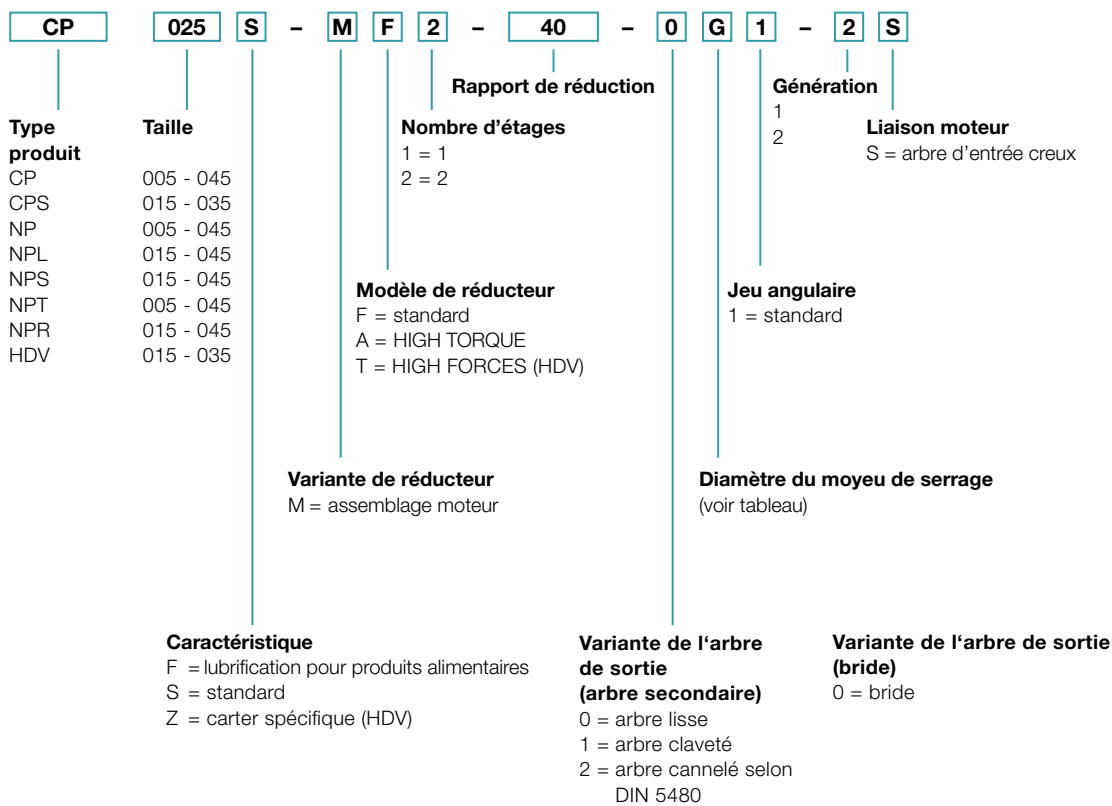 CP 025 S – M F 2 – 40 – 0 G 1 – 2 S
Rapport de réduction
Génération
1
2
Type
produit
CP
CPS
NP
NPL
NPS
NPT
NPR
HDV
Taille
005 - 045
015 - 035
005 - 045
015 - 045
015 - 045
005 - 045
015 - 045
015 - 035
Nombre d'étages
1 = 1
2 = 2
Liaison moteur
S = arbre d'entrée creux
Modèle de réducteur
F = standard
A = HIGH TORQUE
T = HIGH FORCES (HDV)
Jeu angulaire
1 = standard
Variante de réducteur
M = assemblage moteur
Diamètre du moyeu de serrage
(voir tableau)
Caractéristique
F = lubrification pour produits alimentaires
S = standard
Z = carter spécifique (HDV)
Variante de l‘arbre
de sortie
(arbre secondaire)
0 = arbre lisse
1 = arbre claveté
2 = arbre cannelé selon
DIN 5480
Variante de l‘arbre de sortie
(bride)
0 = bride